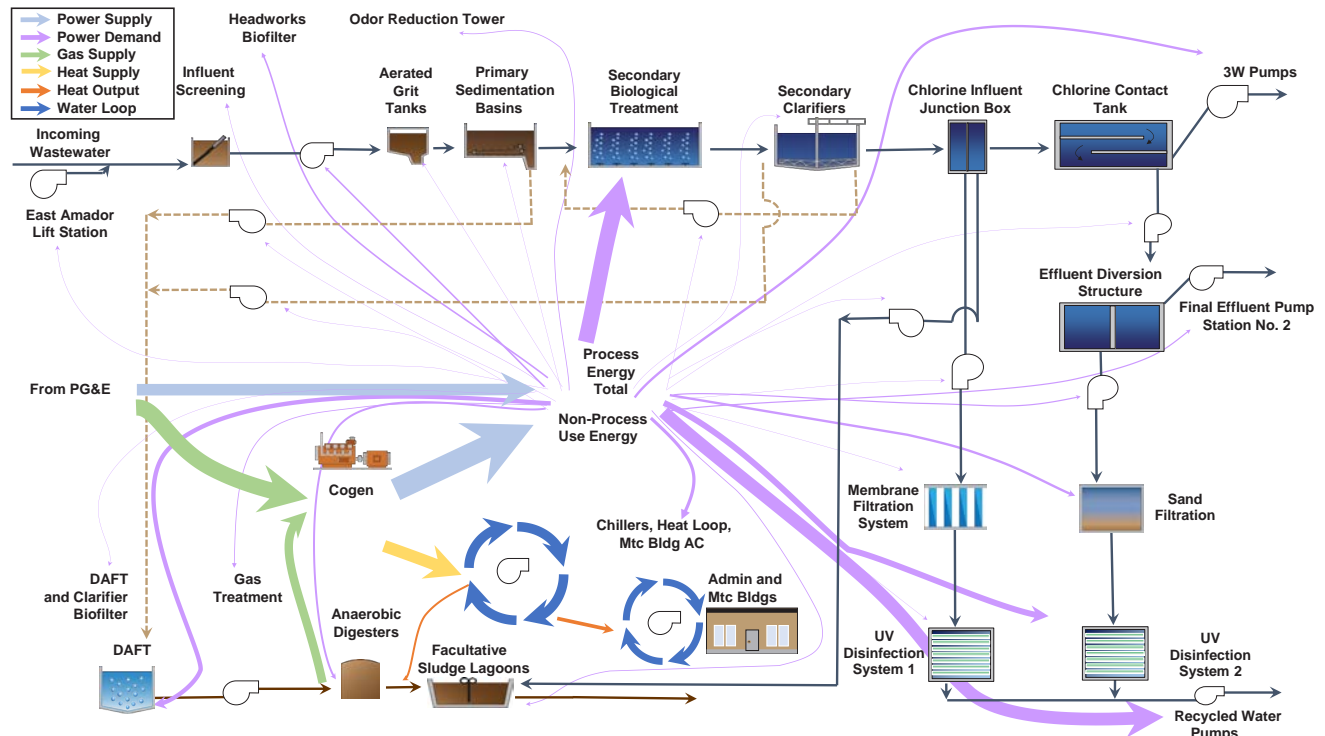 Power Supply
Power Demand
Gas Supply
Heat Supply
Heat Output
Water Loop
Headworks
Biofilter
Odor Reduction Tower
Influent
Screening
Aerated
Grit
Tanks
Primary
Sedimentation
Basins
Secondary
Biological
Treatment
Secondary
Clarifiers
Chlorine Influent
Junction Box
Chlorine Contact
Tank
3W Pumps
Incoming
Wastewater
East Amador
Lift Station
Effluent Diversion
Structure
Final Effluent Pump
Station No. 2
From PG&E
Process
Energy
Total
Non-Process
Use Energy
Cogen
Membrane
Filtration
System
Sand
Filtration
Chillers, Heat Loop,
Mtc Bldg AC
DAFT
and Clarifier
Biofilter
Gas
Treatment
Anaerobic
Digesters
Admin and
Mtc Bldgs
DAFT
Facultative
Sludge Lagoons
UV
Disinfection
System 1
UV
Disinfection
System 2
Recycled Water
Pumps